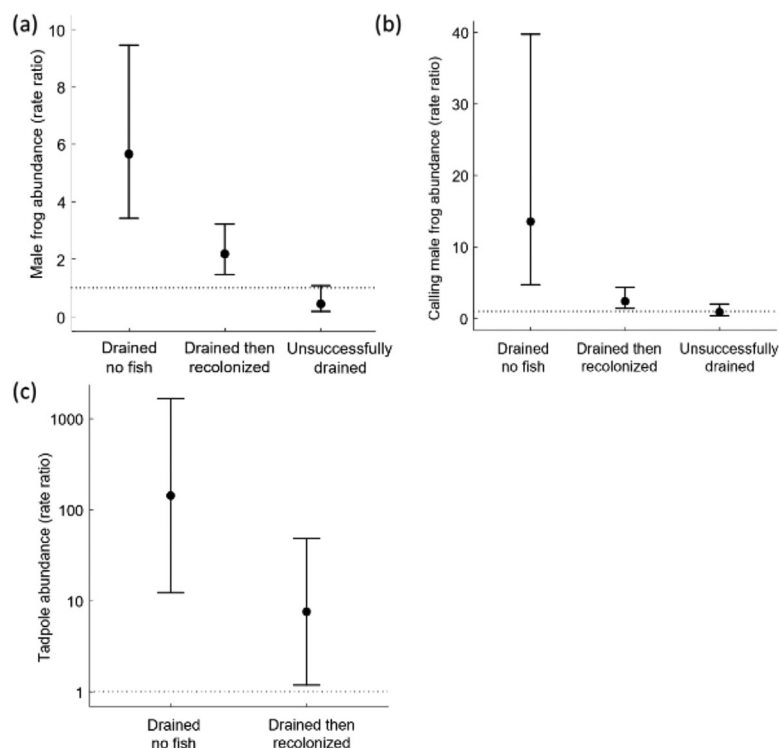 (a)
Male frog abundance (rate ratio)
10
8
6
4
2
0
Drained
no fish
Drained then
recolonized
Unsuccessfully
drained
(b)
Calling male frog abundance (rate ratio)
40
30
20
10
0
Drained
no fish
Drained then
recolonized
Unsuccessfully
drained
(c)
Tadpole abundance (rate ratio)
1000
100
10
1
Drained
no fish
Drained then
recolonized